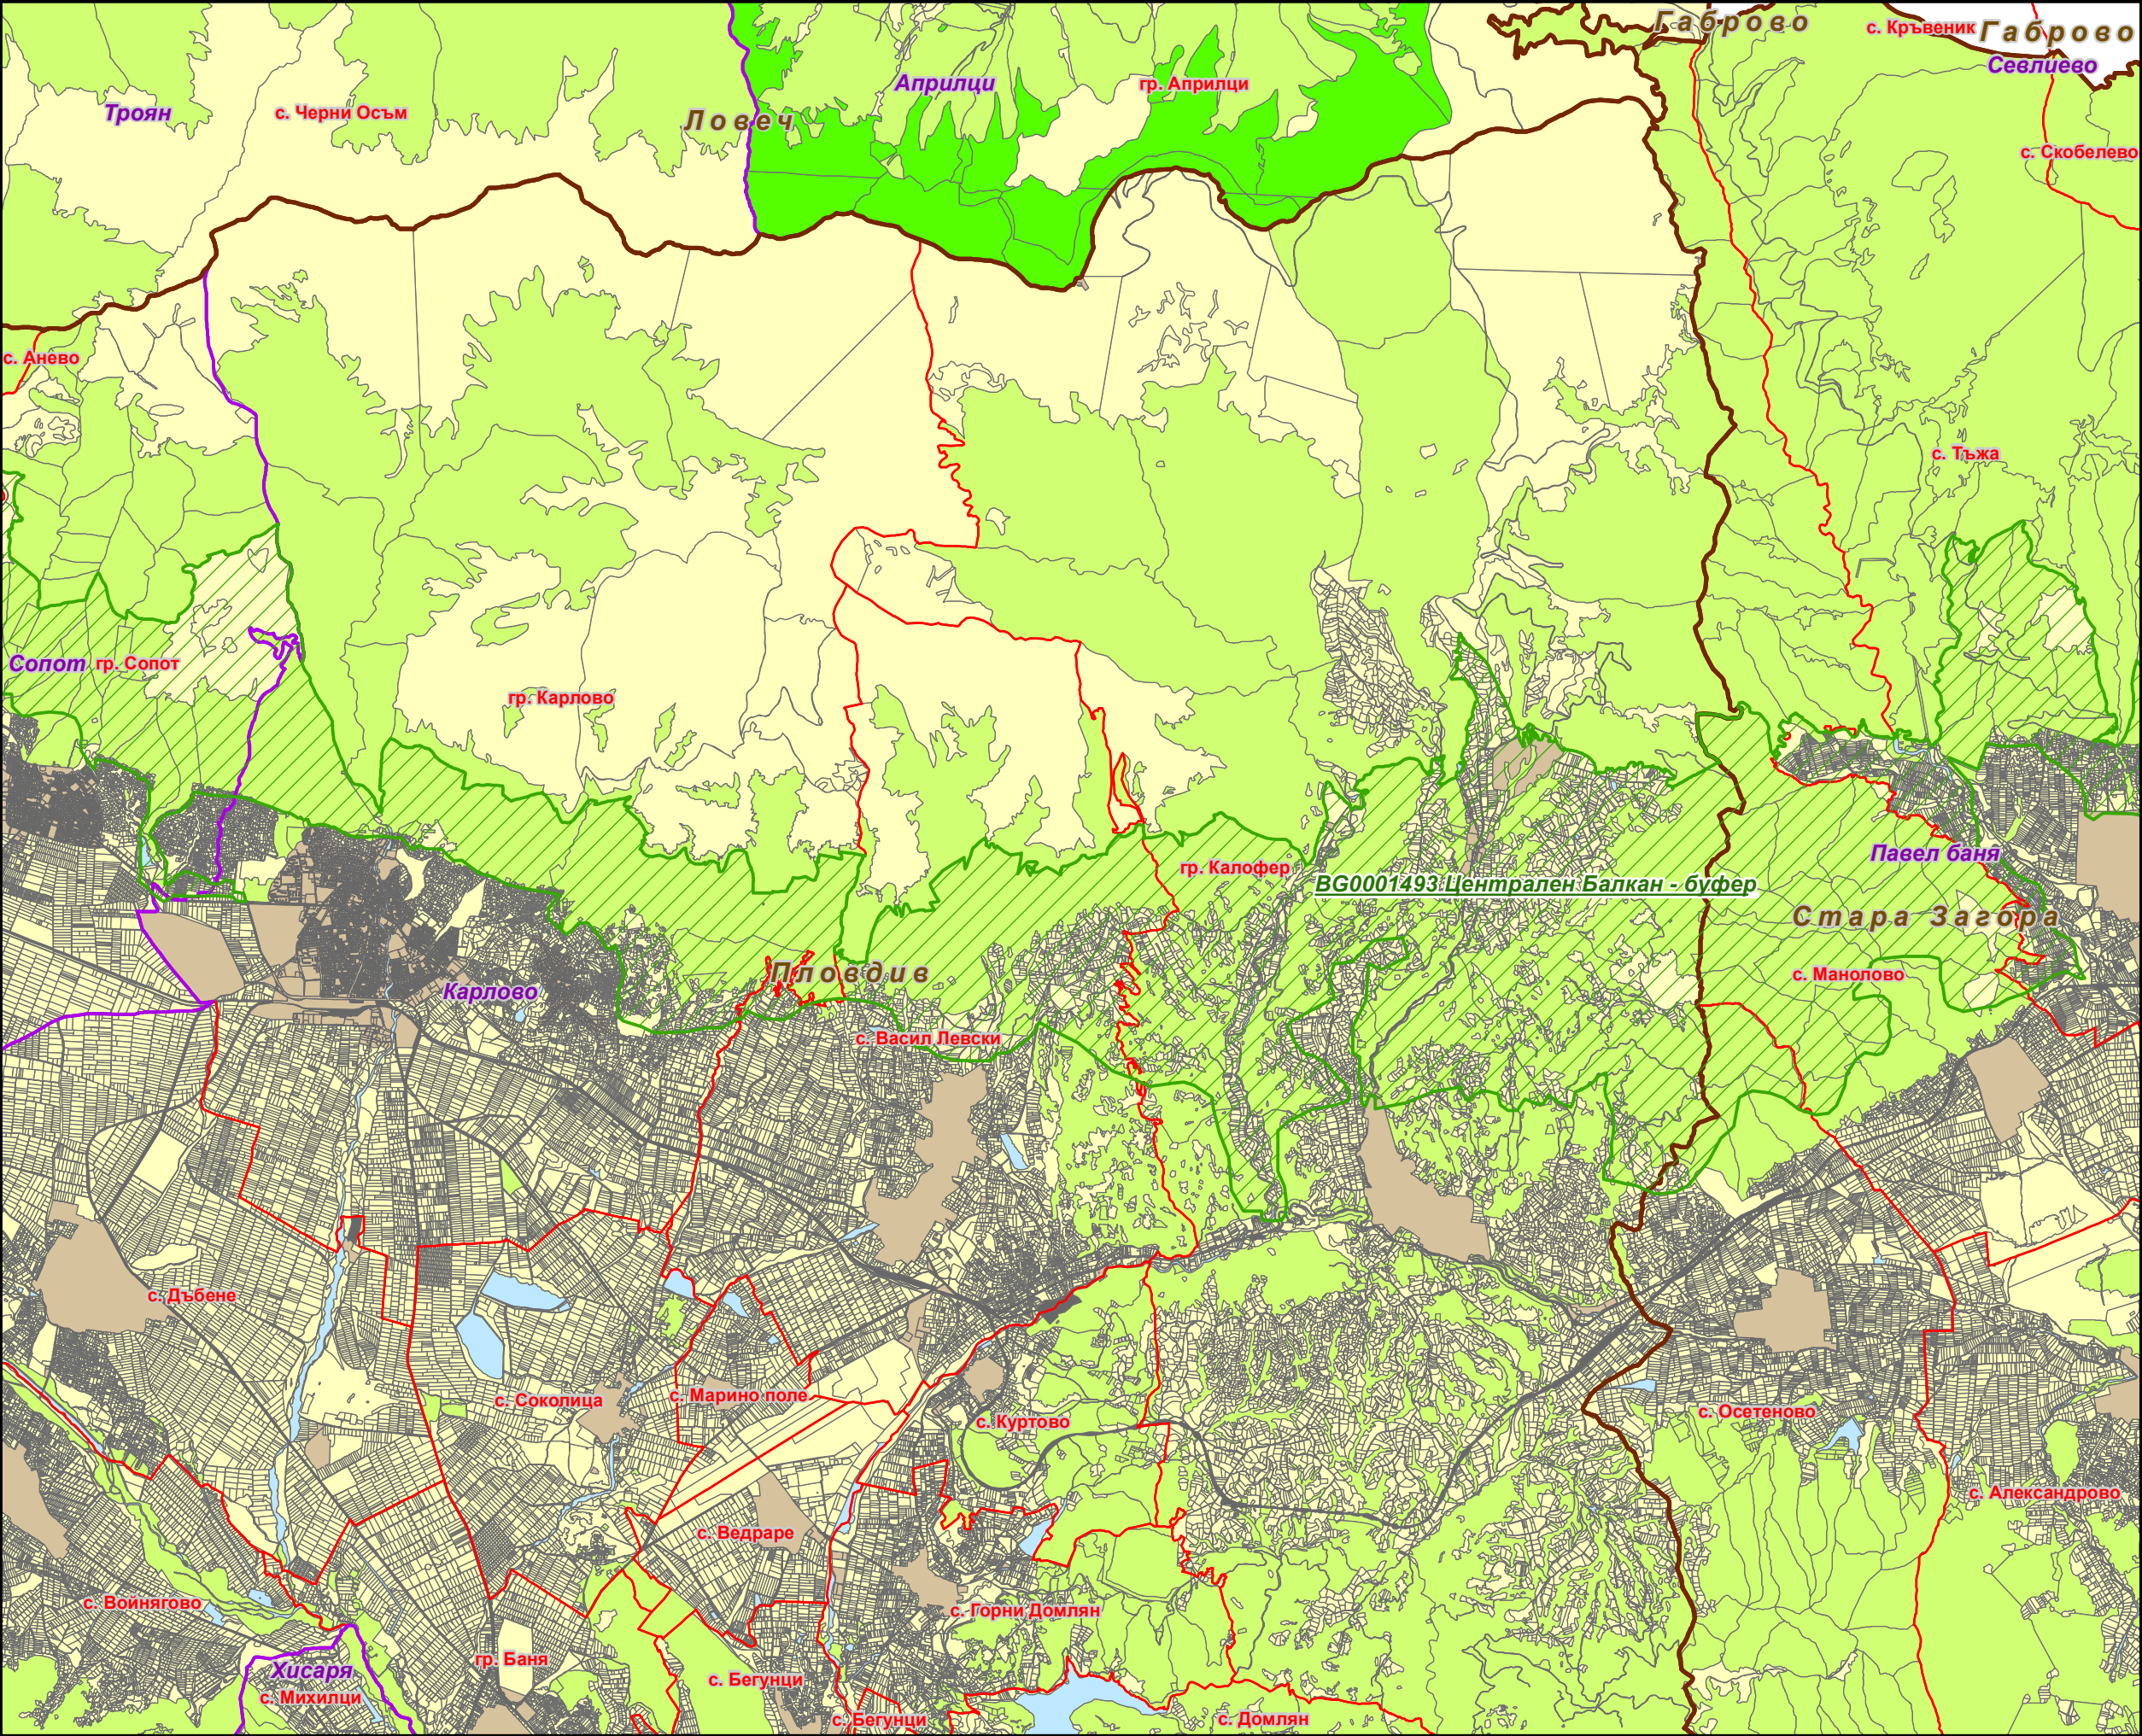 Габрово
с. Кръвеник
Габрово
Севлиево
Априлци
гр. Априлци
Троян
с. Черни Осъм
Ловеч
с. Скобелево
с. Анево
с. Тъжа
Сопот
гр. Сопот
гр. Карлово
Павел баня
гр. Калофер
BG0001493 Централен Балкан - буфер
Стара Загора
Пловдив
с. Манолово
Карлово
с. Васил Левски
с. Дъбене
с. Соколица
с. Марино поле
с. Куртово
с. Осетеново
с. Александрово
с. Ведраре
с. Войнягово
с. Горни Домлян
гр. Баня
Хисаря
с. Михилци
с. Бегунци
с. Бегунци
с. Домлян